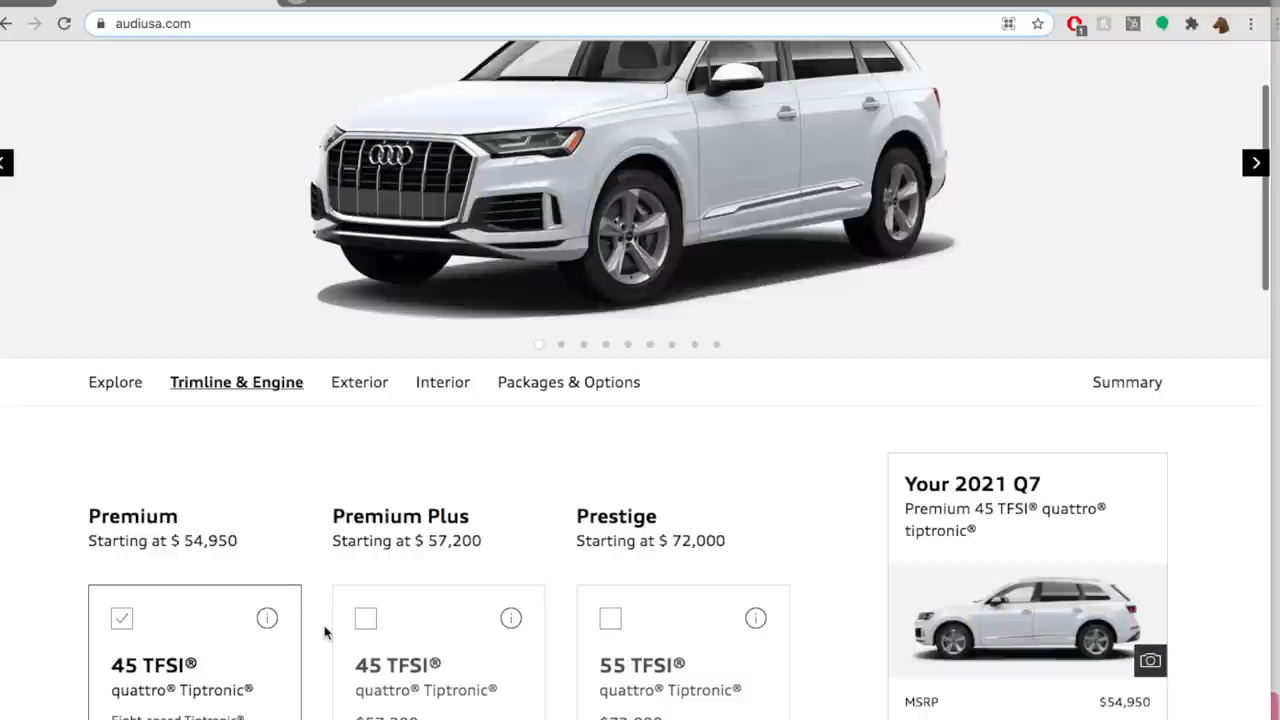 audiusa.com
1
Explore Trimline & Engine Exterior Interior Packages & Options Summary
Premium
Starting at $ 54,950
Premium Plus
Starting at $ 57,200
Prestige
Starting at $ 72,000
45 TFSI®
quattro® Tiptronic®
45 TFSI®
quattro® Tiptronic®
55 TFSI®
quattro® Tiptronic®
Your 2021 Q7
Premium 45 TFSI® quattro®
tiptronic®
MSRP $54,950